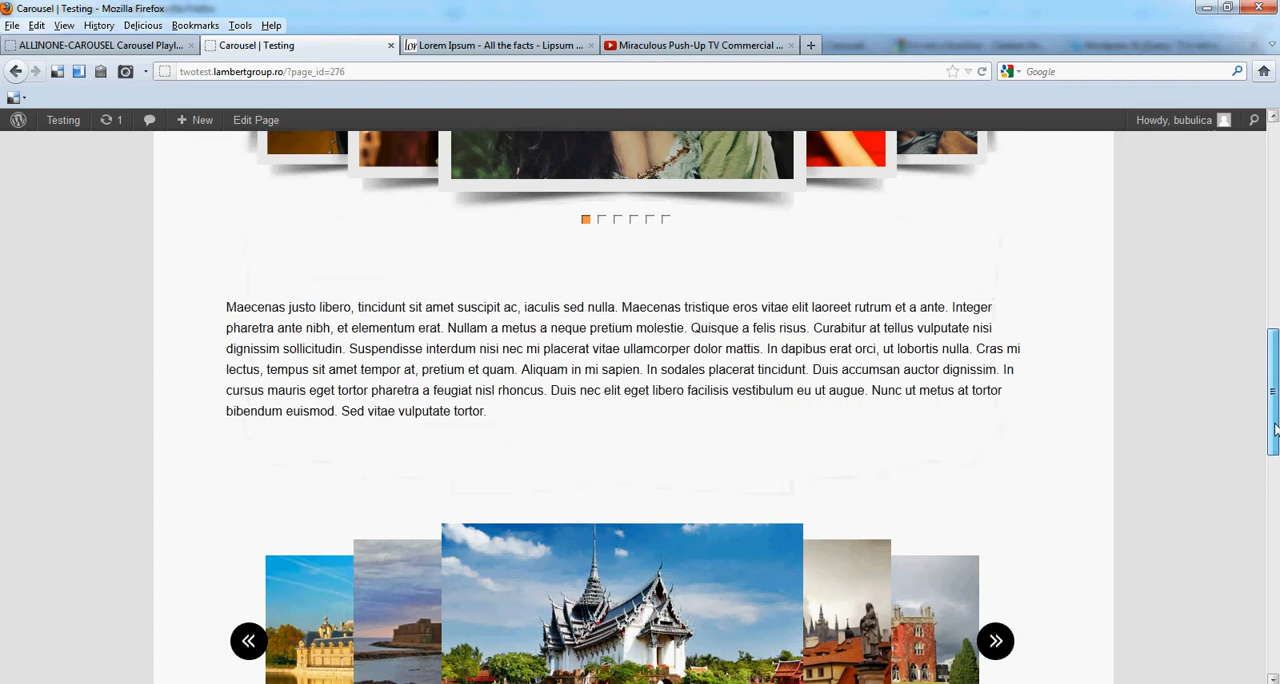 Carousel | Testing - Mozilla Firefox
File Edit View History Delicious Bookmarks Tools Help
ALLINONE-CAROUSEL Carousel Playl... Carousel | Testing Lorem Ipsum - All the facts - Lipsum ... Miraculous Push-Up TV Commercial ...
twotest.lambertgroup.ro/?page_id=276 Google
Testing 1 New Edit Page Howdy, bubulica
Maecenas justo libero, tincidunt sit amet suscipit ac, iaculis sed nulla. Maecenas tristique eros vitae elit laoreet rutrum et a ante. Integer
pharetra ante nibh, et elementum erat. Nullam a metus a neque pretium molestie. Quisque a felis risus. Curabitur at tellus vulputate nisi
dignissim sollicitudin. Suspendisse interdum nisi nec mi placerat vitae ullamcorper dolor mattis. In dapibus erat orci, ut lobortis nulla. Cras mi
lectus, tempus sit amet tempor at, pretium et quam. Aliquam in mi sapien. In sodales placerat tincidunt. Duis accumsan auctor dignissim. In
cursus mauris eget tortor pharetra a feugiat nisl rhoncus. Duis nec elit eget libero facilisis vestibulum eu ut augue. Nunc ut metus at tortor
bibendum euismod. Sed vitae vulputate tortor.